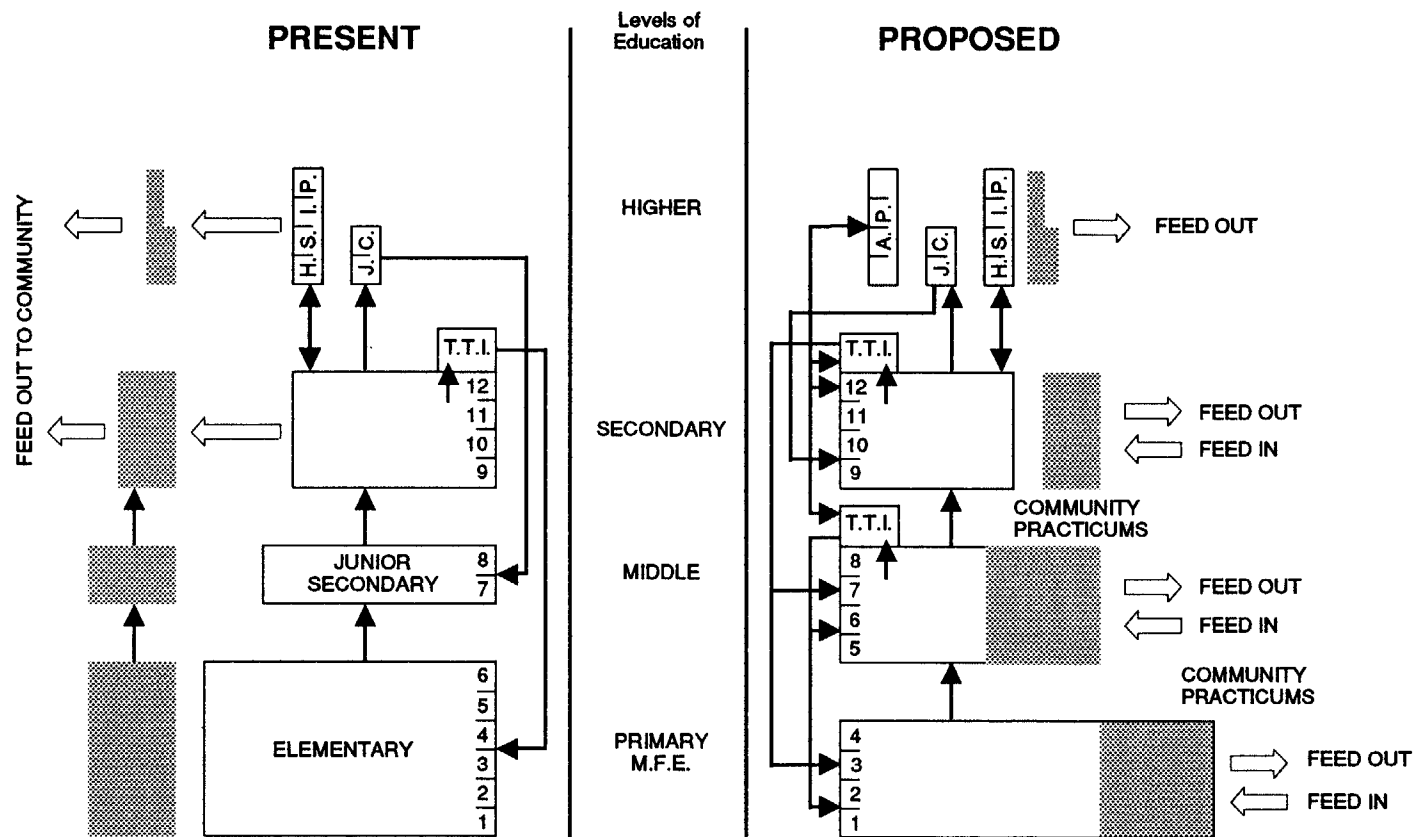 PRESENT
Levels of
Education
PROPOSED
FEED OUT TO COMMUNITY
H. S. I. P.
J. C.
T.T.I.
12
11
10
9
JUNIOR
SECONDARY
8
7
ELEMENTARY
6
5
4
3
2
1
HIGHER
SECONDARY
MIDDLE
PRIMARY
M.F.E.
A. P.
J. C.
H. S. I. P.
FEED OUT
T.T.I.
12
11
10
9
FEED OUT
FEED IN
COMMUNITY
PRACTICUMS
T.T.I.
8
7
6
5
FEED OUT
FEED IN
COMMUNITY
PRACTICUMS
4
3
2
1
FEED OUT
FEED IN